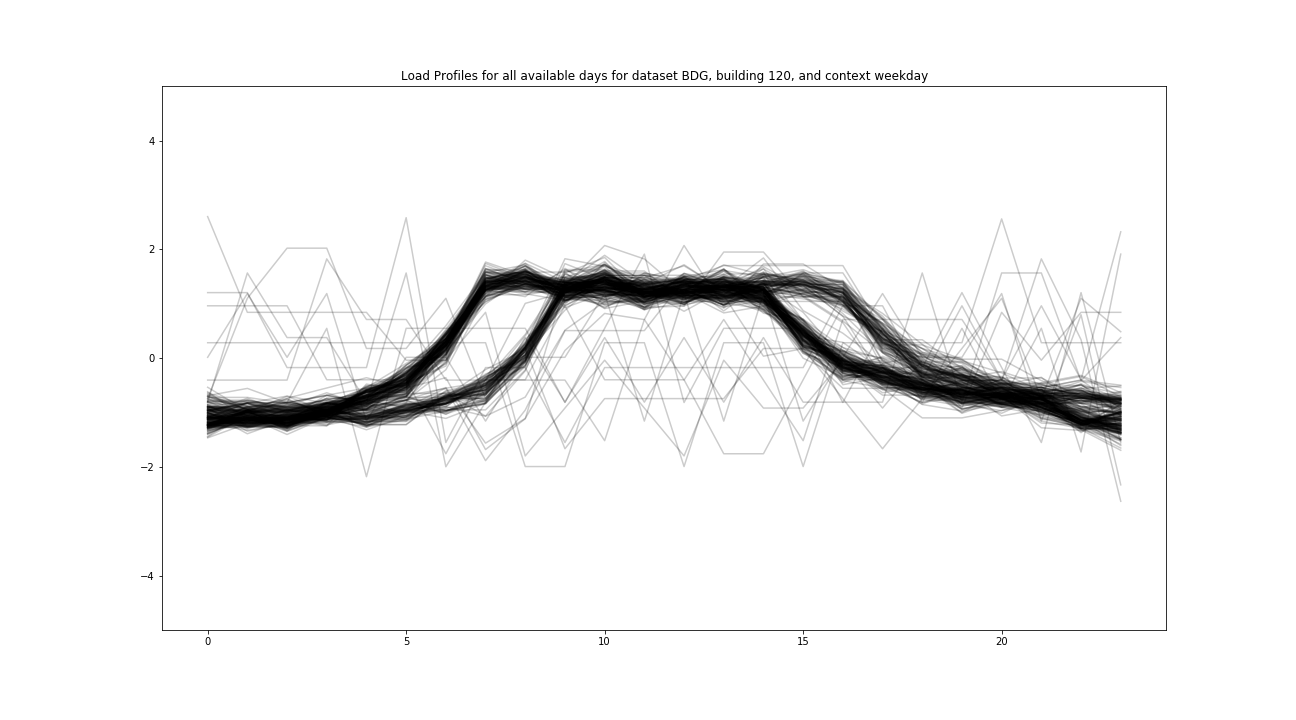 Load Profiles for all available days for dataset BDG, building 120, and context weekday
4
2
0
−2
−4
0 5 10 15 20